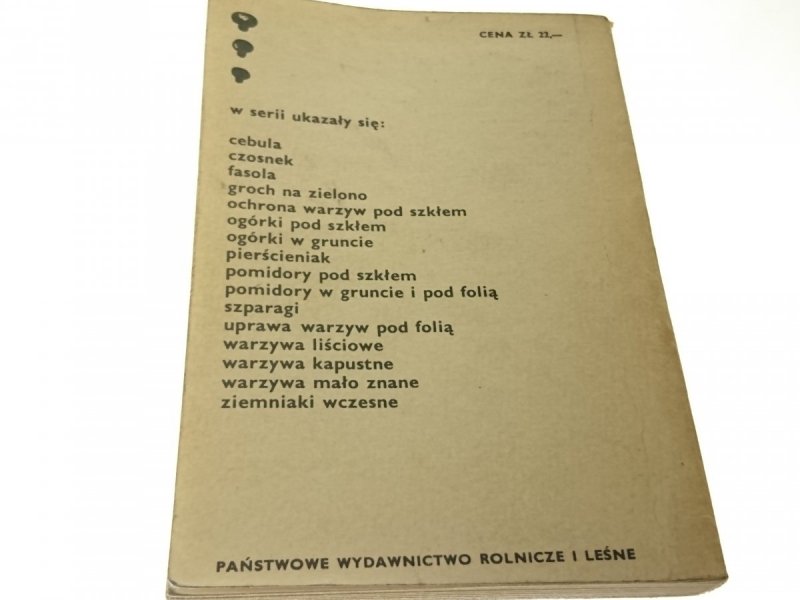 CENA ZŁ 22,—
w serii ukazały się:
cebula
czosnek
fasola
groch na zielono
ochrona warzyw pod szkłem
ogórki pod szkłem
ogórki w gruncie
pierścieniak
pomidory pod szkłem
pomidory w gruncie i pod folią
szparagi
uprawa warzyw pod folią
warzywa liściowe
warzywa kapustne
warzywa mało znane
ziemniaki wczesne
PAŃSTWOWE WYDAWNICTWO ROLNICZE I LEŚNE